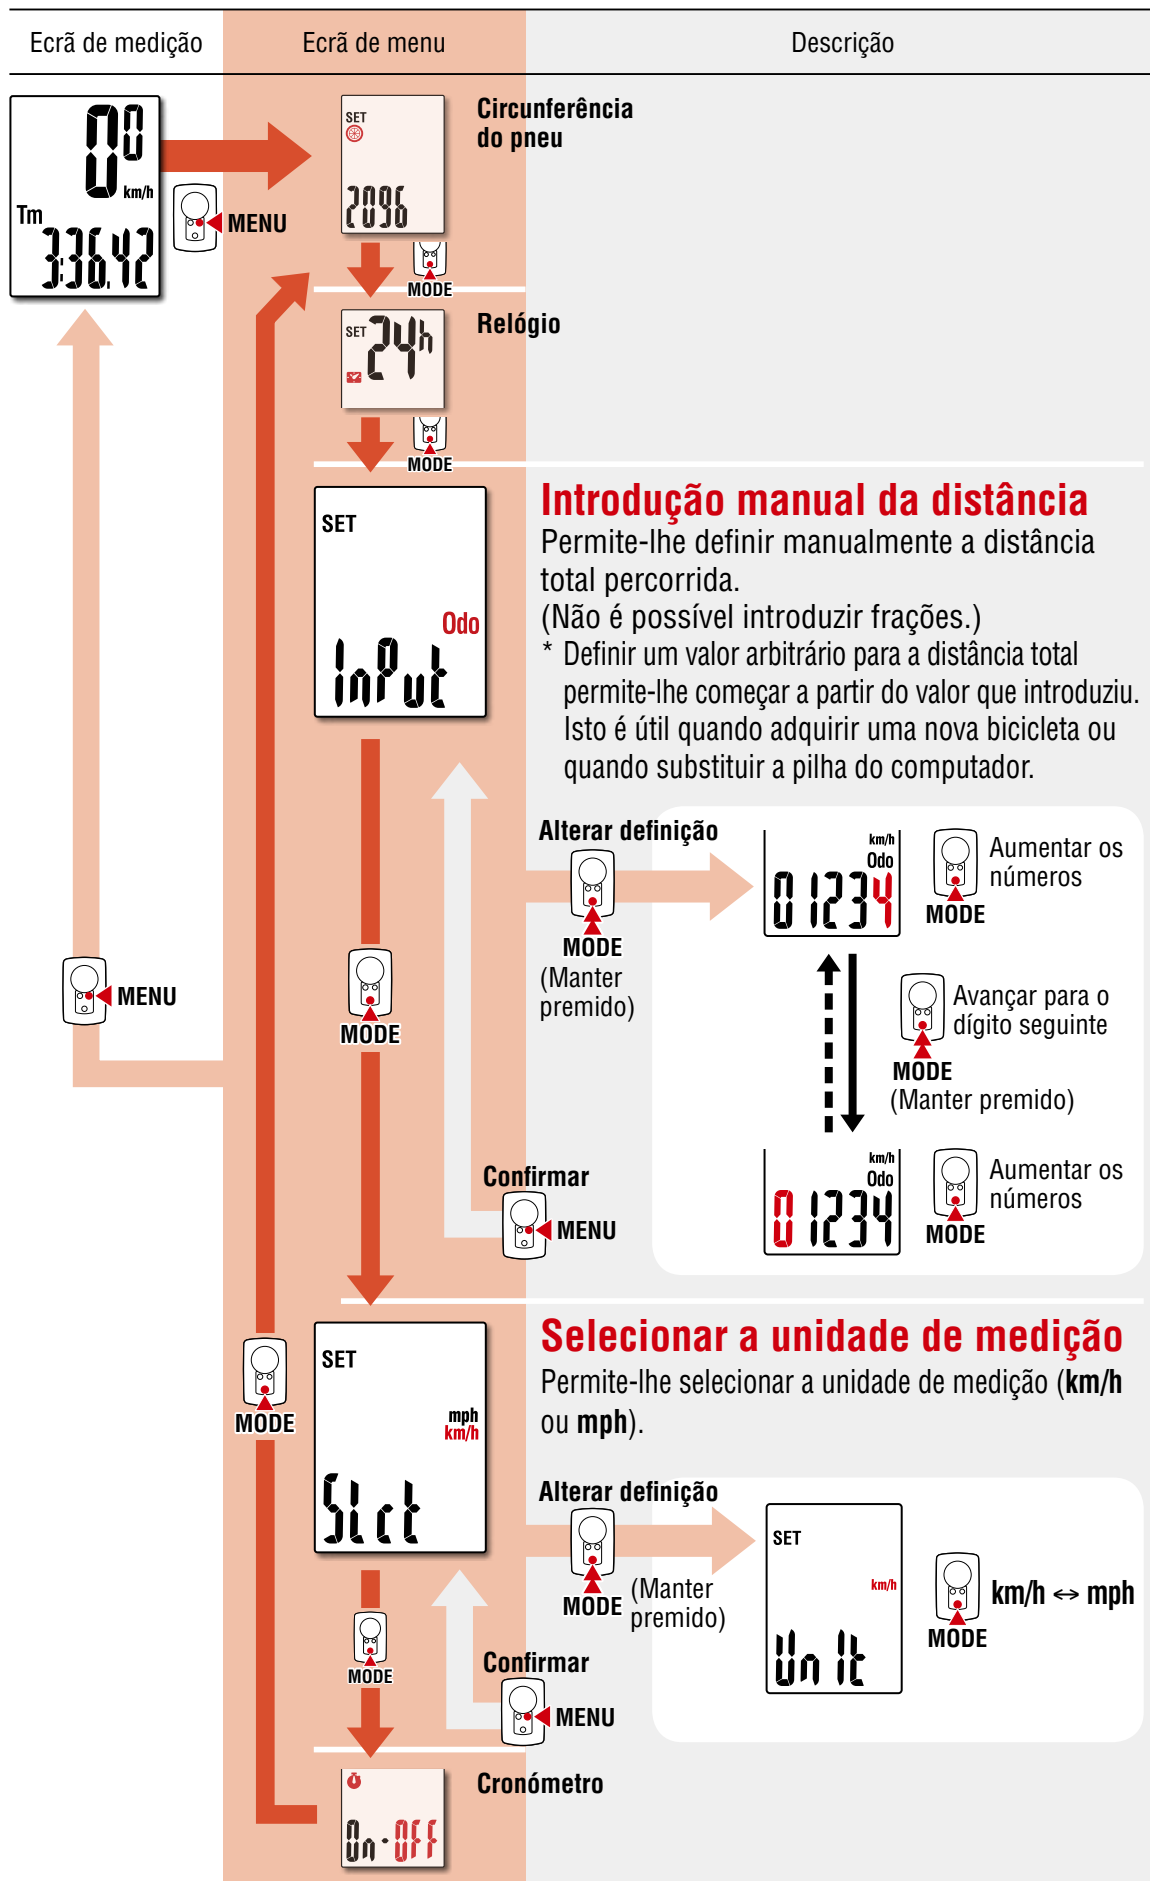 Ecrã de medição
Ecrã de menu
Descrição
0.0
km/h
Tm
3:36.42
MENU
SET
2096
Circunferência
do pneu
MODE
SET
24h
Relógio
MODE
SET
Odo
InPut
Introdução manual da distância
Permite-lhe definir manualmente a distância
total percorrida.
(Não é possível introduzir frações.)
* Definir um valor arbitrário para a distância total
permite-lhe começar a partir do valor que introduziu.
Isto é útil quando adquirir uma nova bicicleta ou
quando substituir a pilha do computador.
Alterar definição
MODE
(Manter
premido)
km/h
Odo
01234
MODE
Aumentar os
números
MENU
MODE
Avançar para o
dígito seguinte
MODE
(Manter premido)
Confirmar
MENU
km/h
Odo
01234
MODE
Aumentar os
números
MODE
SET
mph
km/h
Slct
Selecionar a unidade de medição
Permite-lhe selecionar a unidade de medição (km/h
ou mph).
Alterar definição
MODE
(Manter
premido)
SET
km/h
Unit
MODE
km/h ↔ mph
MODE
Confirmar
MENU
On-OFF
Cronómetro